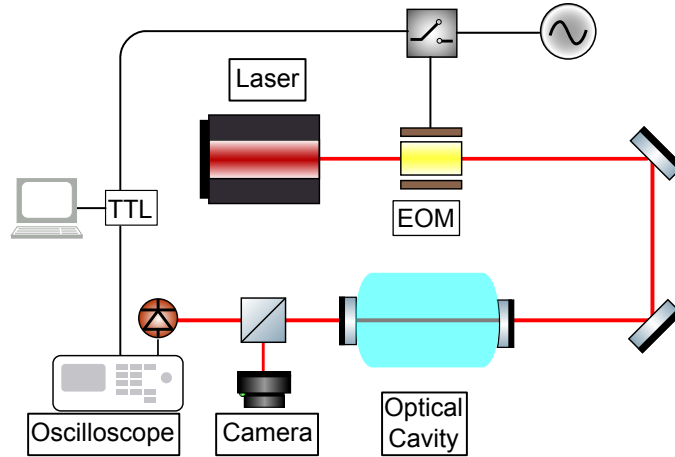 Laser
TTL
EOM
Oscilloscope
Camera
Optical
Cavity